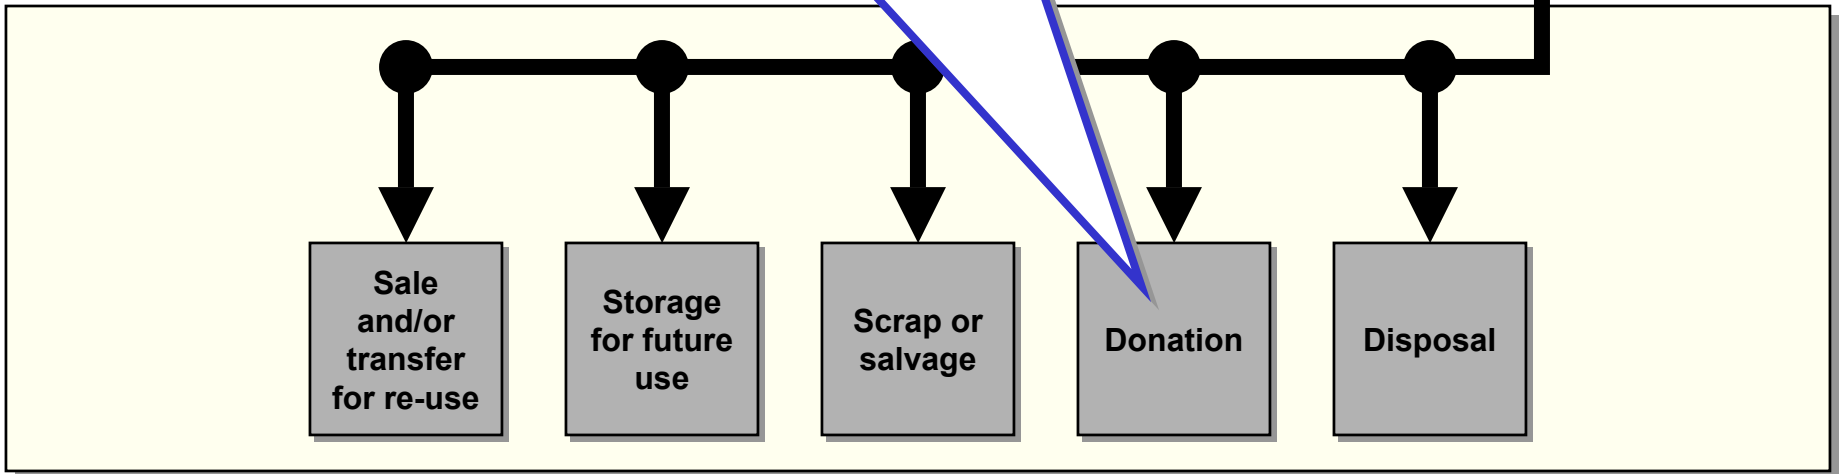 Sale
and/or
transfer
for re-use
Storage
for future
use
Scrap or
salvage
Donation
Disposal